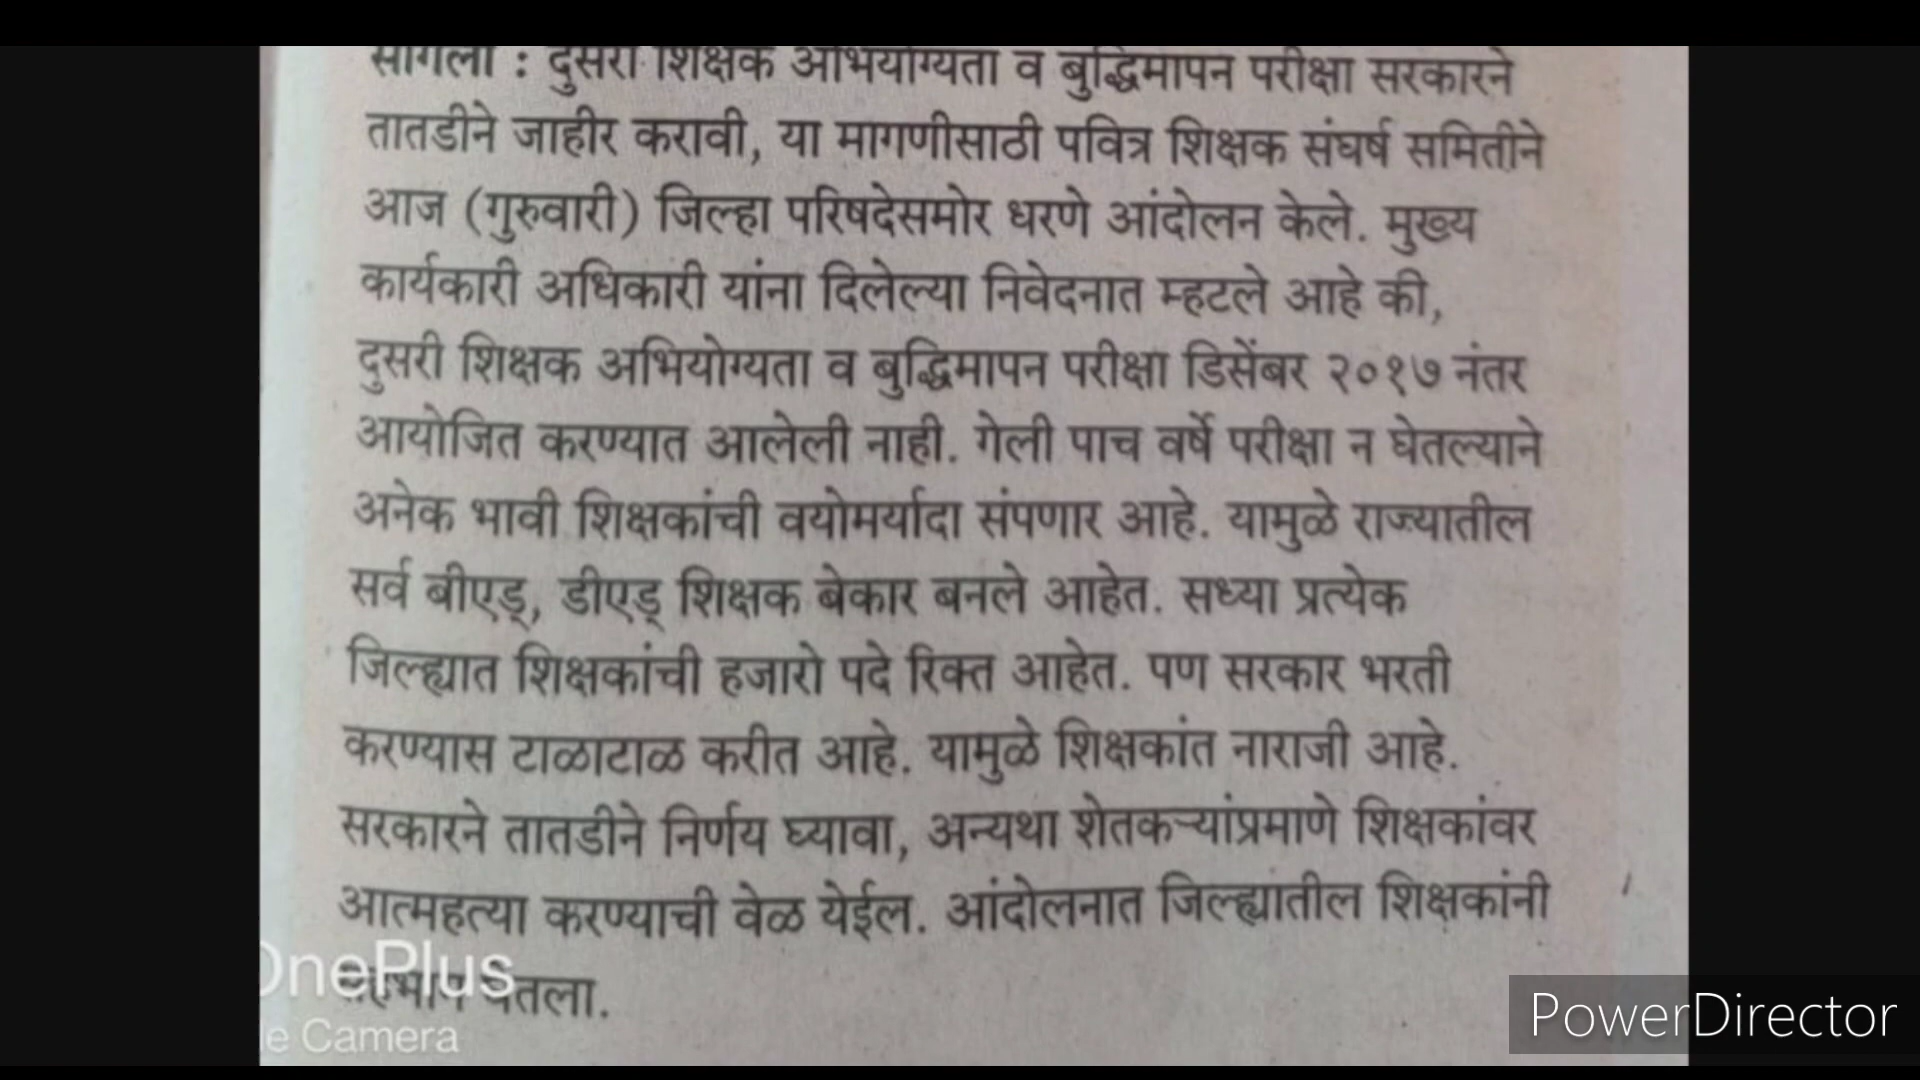 सांगली : दुसरी शिक्षक अभियोग्यता व बुद्धिमापन परीक्षा सरकारने
तातडीने जाहीर करावी, या मागणीसाठी पवित्र शिक्षक संघर्ष समितीने
आज (गुरुवारी) जिल्हा परिषदेसमोर धरणे आंदोलन केले. मुख्य
कार्यकारी अधिकारी यांना दिलेल्या निवेदनात म्हटले आहे की,
दुसरी शिक्षक अभियोग्यता व बुद्धिमापन परीक्षा डिसेंबर २०१७ नंतर
आयोजित करण्यात आलेली नाही. गेली पाच वर्षे परीक्षा न घेतल्याने
अनेक भावी शिक्षकांची वयोमर्यादा संपणार आहे. यामुळे राज्यातील
सर्व बीएड्, डीएड् शिक्षक बेकार बनले आहेत. सध्या प्रत्येक
जिल्ह्यात शिक्षकांची हजारो पदे रिक्त आहेत. पण सरकार भरती
करण्यास टाळाटाळ करीत आहे. यामुळे शिक्षकांत नाराजी आहे.
सरकारने तातडीने निर्णय घ्यावा, अन्यथा शेतकऱ्यांप्रमाणे शिक्षकांवर
आत्महत्या करण्याची वेळ येईल. आंदोलनात जिल्ह्यातील शिक्षकांनी
सहभाग घेतला.
OnePlus
le Camera
PowerDirector